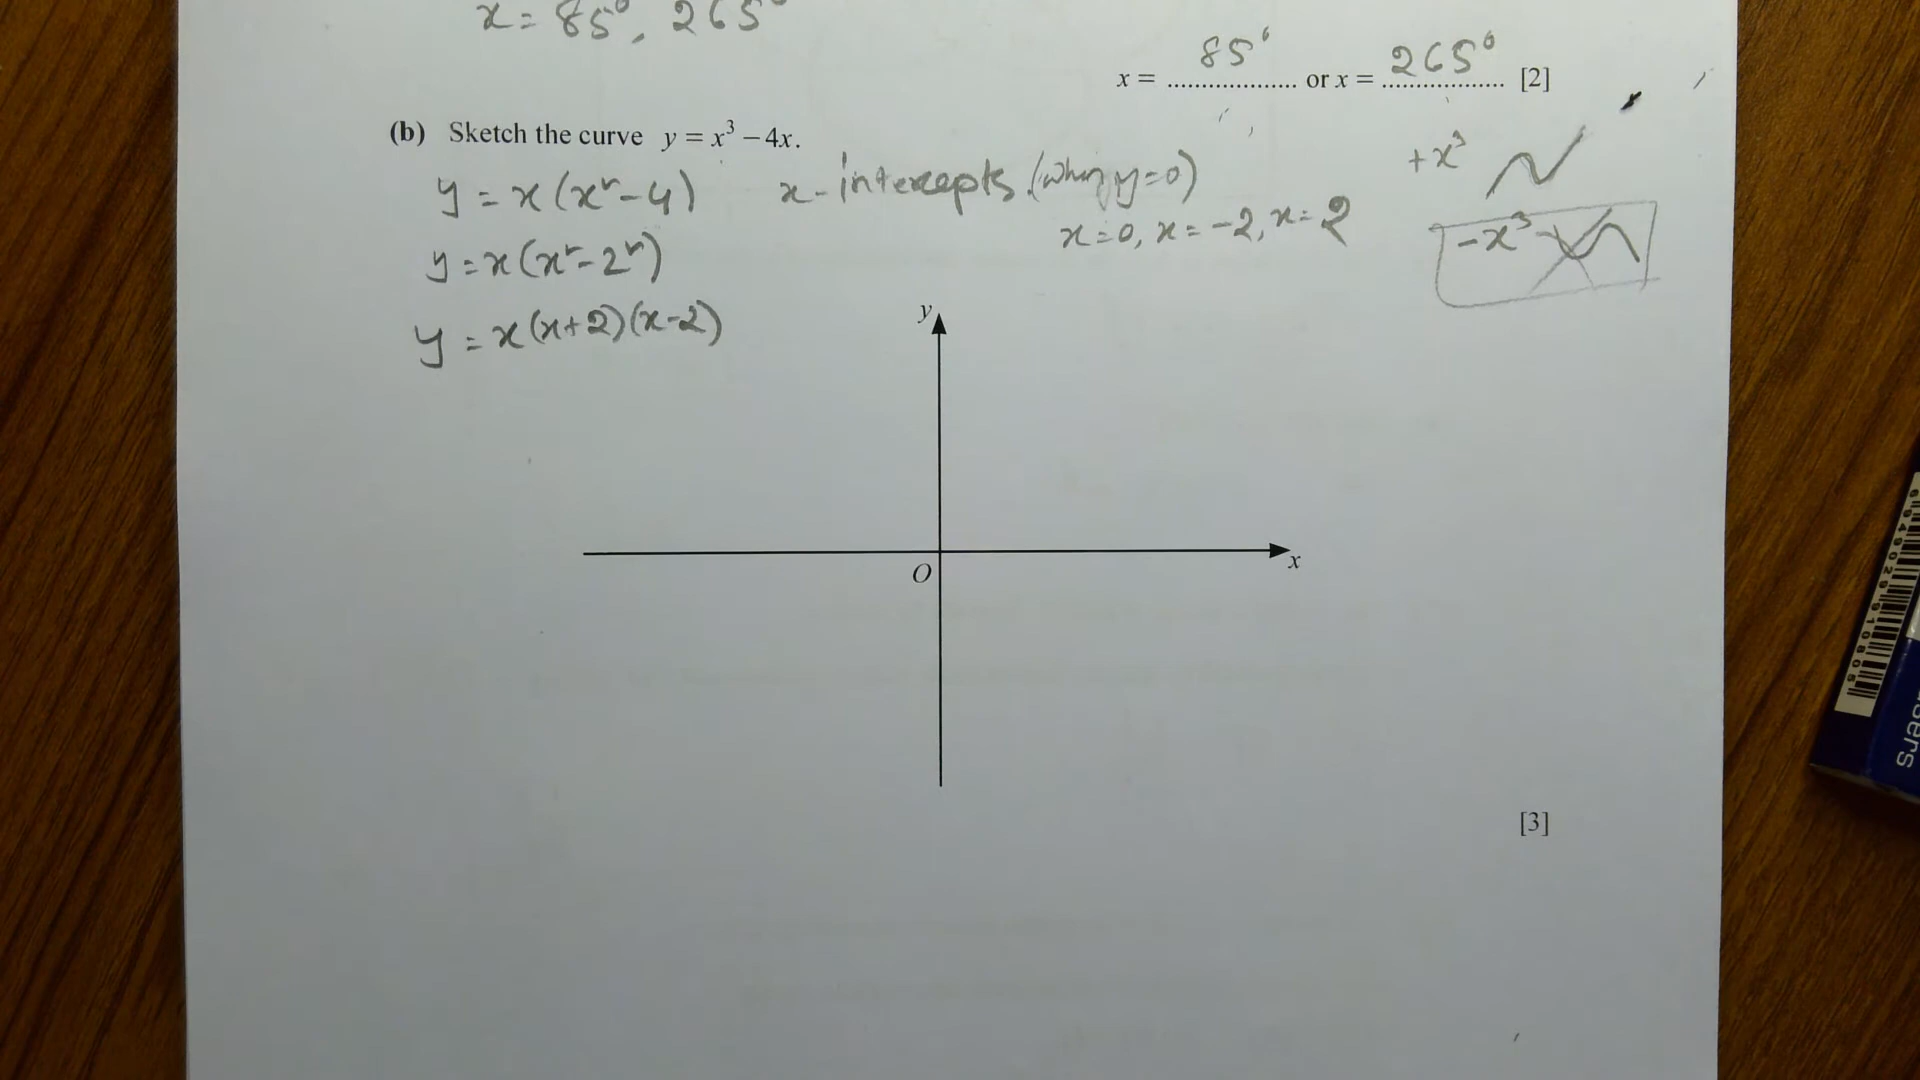 x = 85°, 265°
85° 265°
x = .................. or x = .................. [2]
(b) Sketch the curve y = x³ − 4x.
y = x(x² − 4) x-intercepts (when y=0)
x=0, x=−2, x=2
y = x(x² − 2²)
y = x(x+2)(x−2)
+x³
−x³
y
x
O
[3]
6949029910805